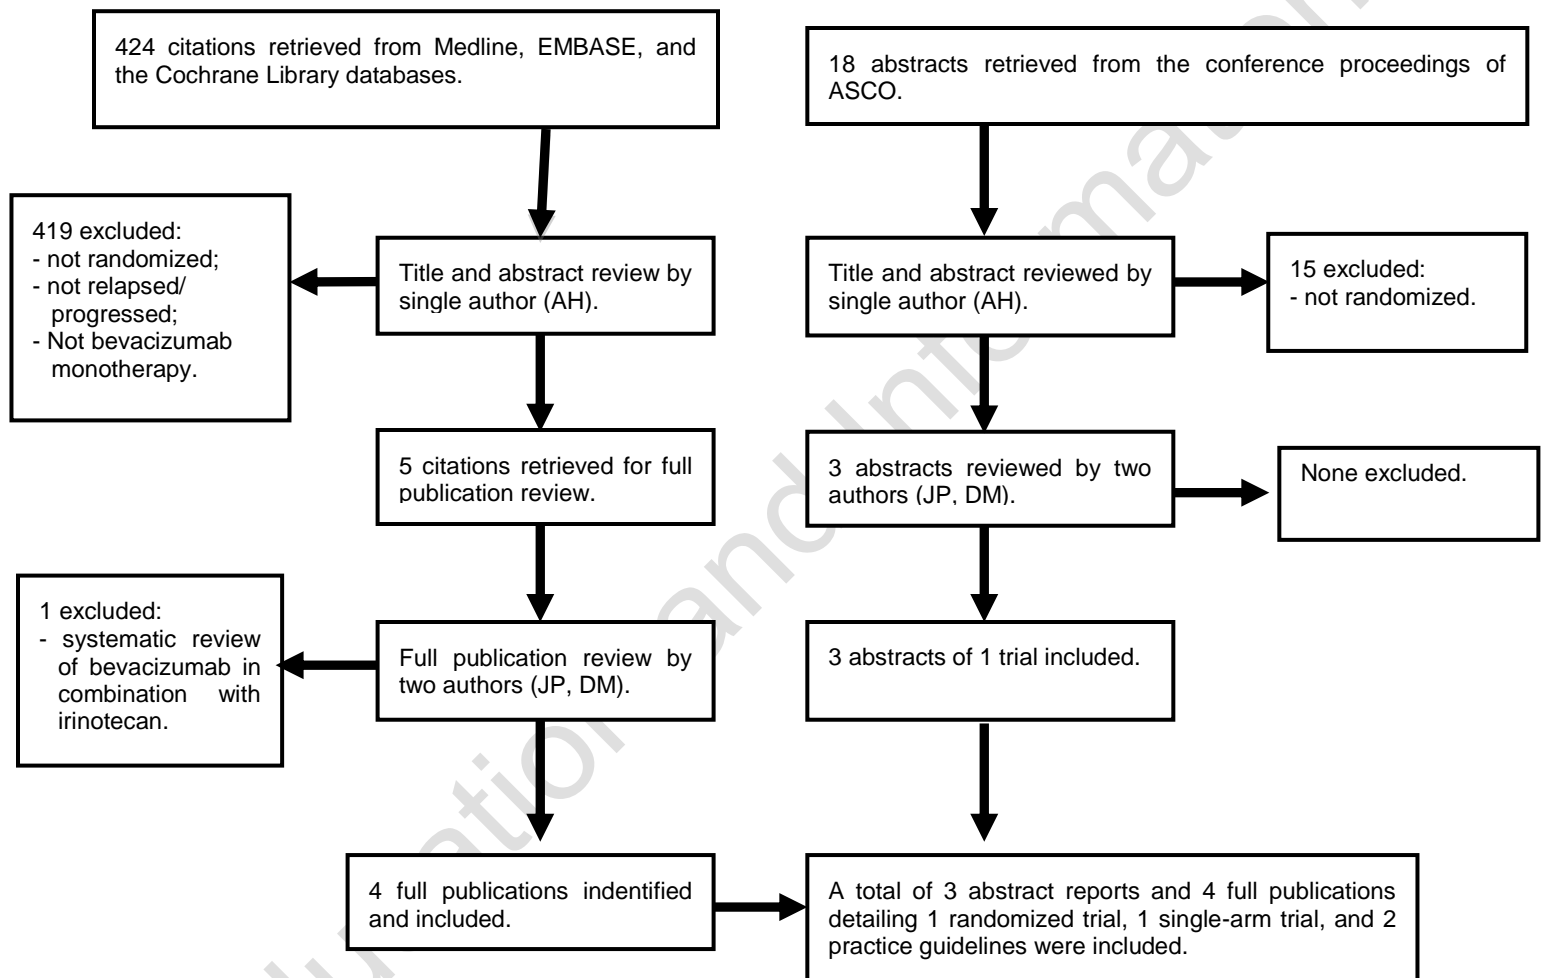 424 citations retrieved from Medline, EMBASE, and
the Cochrane Library databases.
18 abstracts retrieved from the conference proceedings of
ASCO.
419 excluded:
- not randomized;
- not relapsed/
progressed;
- Not bevacizumab
monotherapy.
Title and abstract review by
single author (AH).
Title and abstract reviewed by
single author (AH).
15 excluded:
- not randomized.
5 citations retrieved for full
publication review.
3 abstracts reviewed by two
authors (JP, DM).
None excluded.
1 excluded:
- systematic review
of bevacizumab in
combination with
irinotecan.
Full publication review by
two authors (JP, DM).
3 abstracts of 1 trial included.
4 full publications indentified
and included.
A total of 3 abstract reports and 4 full publications
detailing 1 randomized trial, 1 single-arm trial, and 2
practice guidelines were included.
and Information